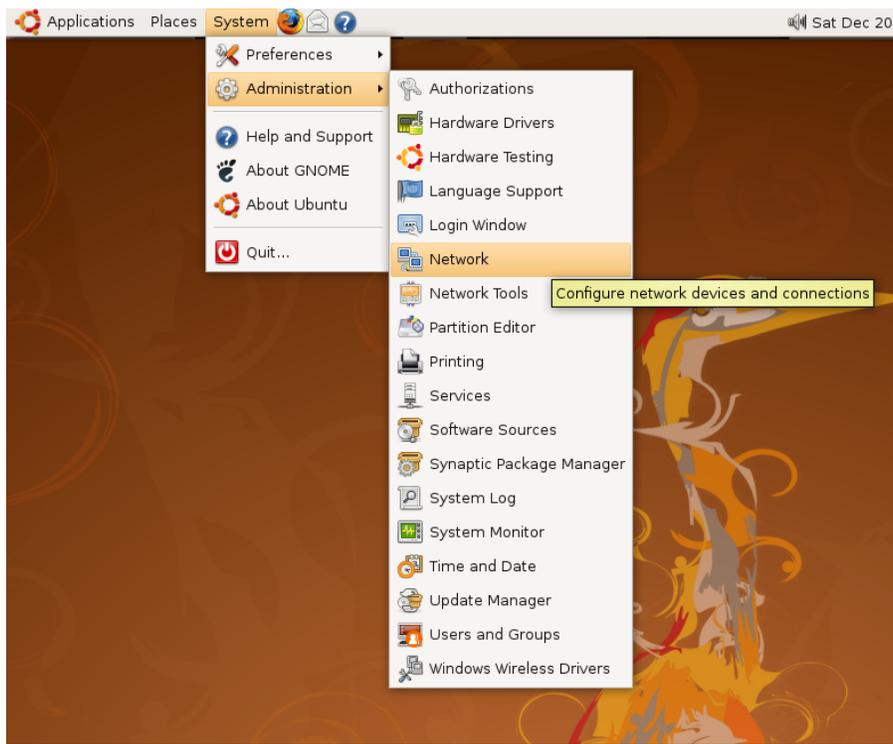 Applications Places System Sat Dec 20
Preferences
Administration
Help and Support
About GNOME
About Ubuntu
Quit...
Authorizations
Hardware Drivers
Hardware Testing
Language Support
Login Window
Network
Network Tools
Configure network devices and connections
Partition Editor
Printing
Services
Software Sources
Synaptic Package Manager
System Log
System Monitor
Time and Date
Update Manager
Users and Groups
Windows Wireless Drivers